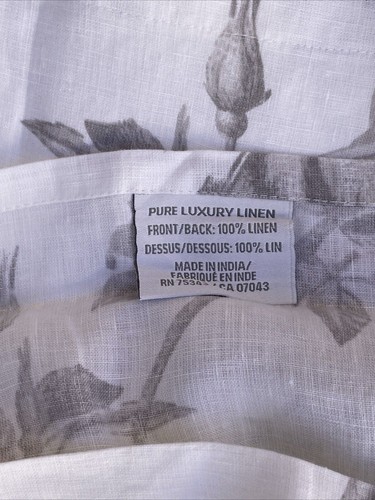 PURE LUXURY LINEN
FRONT/BACK: 100% LINEN
DESSUS/DESSOUS: 100% LIN
MADE IN INDIA/
FABRIQUÉ EN INDE
RN / CA 07043